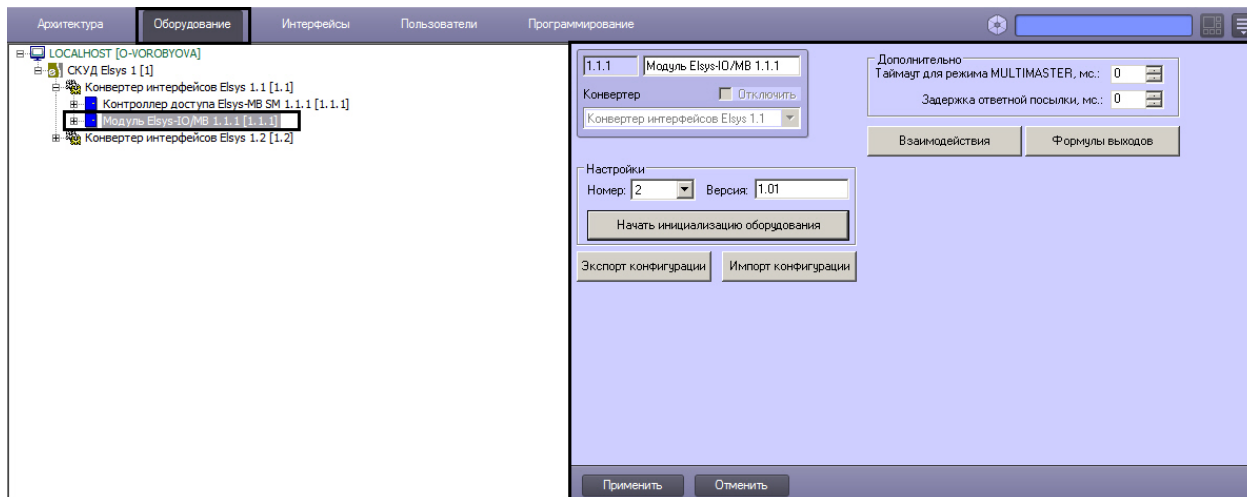 Архитектура Оборудование Интерфейсы Пользователи Программирование
LOCALHOST [O-VOROBYOVA]
СКУД Elsys 1 [1]
Конвертер интерфейсов Elsys 1.1 [1.1]
Контроллер доступа Elsys-MB SM 1.1.1 [1.1.1]
Модуль Elsys-IO/MB 1.1.1 [1.1.1]
Конвертер интерфейсов Elsys 1.2 [1.2]
1.1.1 Модуль Elsys-IO/MB 1.1.1
Конвертер Отключить
Конвертер интерфейсов Elsys 1.1
Настройки
Номер: 2 Версия: 1.01
Начать инициализацию оборудования
Экспорт конфигурации Импорт конфигурации
Дополнительно
Таймаут для режима MULTIMASTER, мс.: 0
Задержка ответной посылки, мс.: 0
Взаимодействия Формулы выходов
Применить Отменить